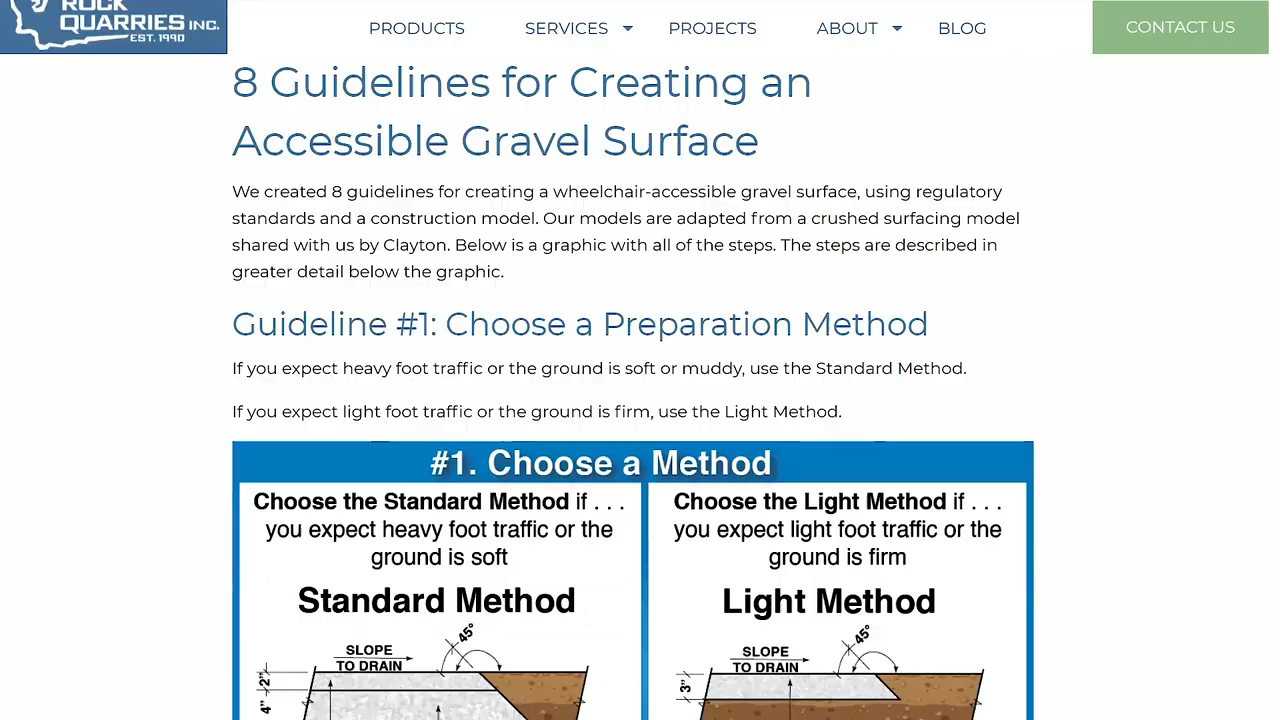 ROCK
QUARRIES INC.
EST. 1990
PRODUCTS
SERVICES
PROJECTS
ABOUT
BLOG
CONTACT US
8 Guidelines for Creating an
Accessible Gravel Surface
We created 8 guidelines for creating a wheelchair-accessible gravel surface, using regulatory
standards and a construction model. Our models are adapted from a crushed surfacing model
shared with us by Clayton. Below is a graphic with all of the steps. The steps are described in
greater detail below the graphic.
Guideline #1: Choose a Preparation Method
If you expect heavy foot traffic or the ground is soft or muddy, use the Standard Method.
If you expect light foot traffic or the ground is firm, use the Light Method.
#1. Choose a Method
Choose the Standard Method if . . .
you expect heavy foot traffic or the
ground is soft
Standard Method
45°
SLOPE
TO DRAIN
2"
4"
Choose the Light Method if . . .
you expect light foot traffic or the
ground is firm
Light Method
45°
SLOPE
TO DRAIN
3"